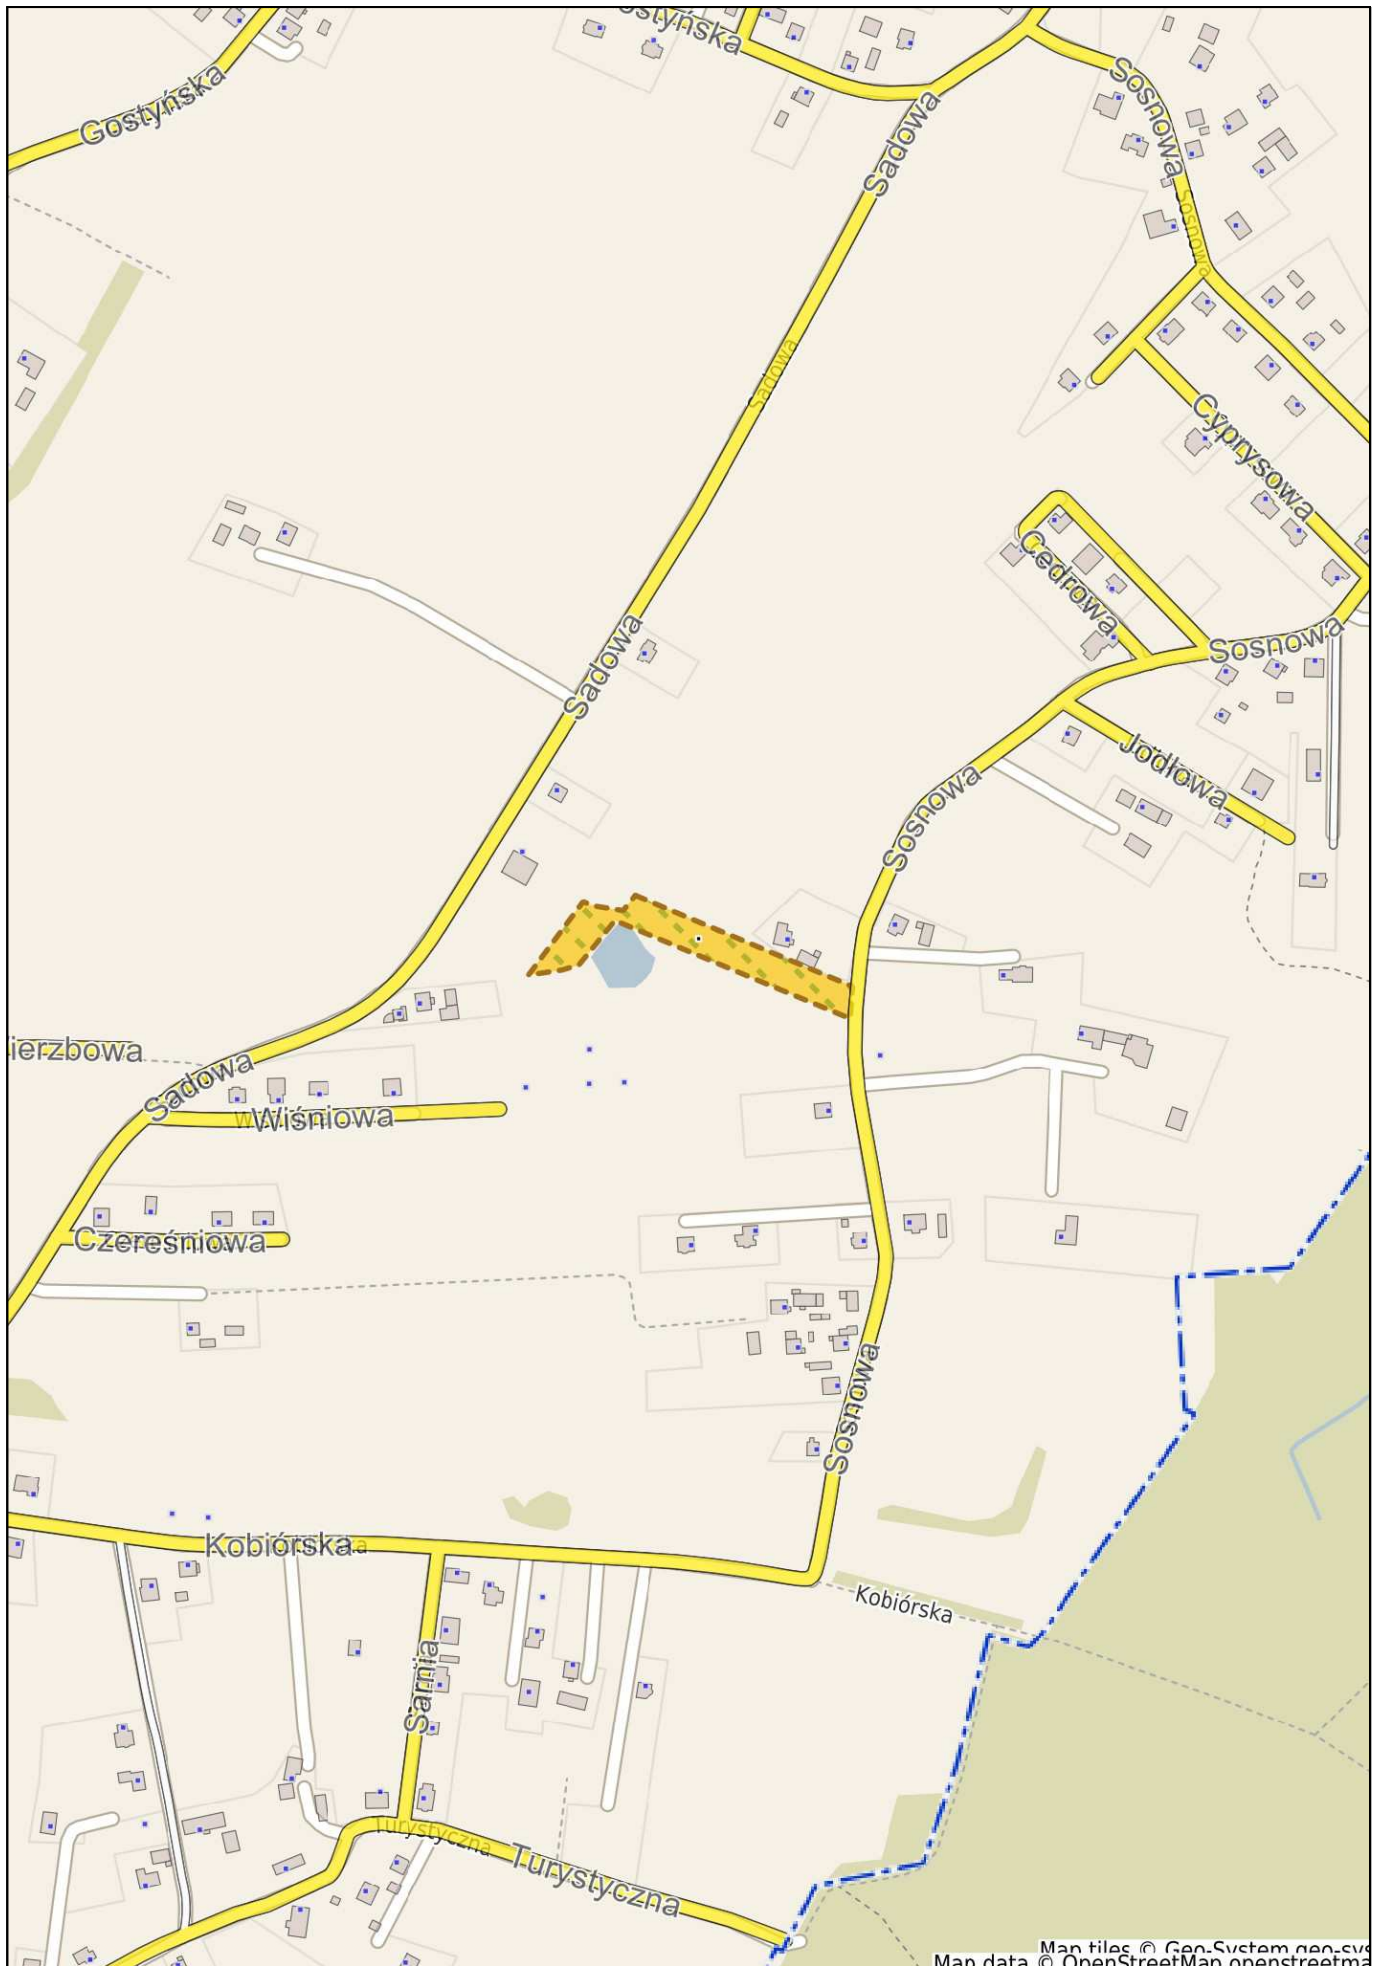 ostyńska
Gostyńska
Sosnowa
Sadowa
Sosnowa
Sadowa
Cyprysowa
Cedrowa
Sosnowa
Sadowa
Jodłowa
Sosnowa
ierzbowa
Sadowa
Wiśniowa
Czereśniowa
Sosnowa
Kobiórska
Kobiórska
Sarnia
Turystyczna
Turystyczna
Map tiles © Geo-System geo-sys
Map data © OpenStreetMap openstreetma